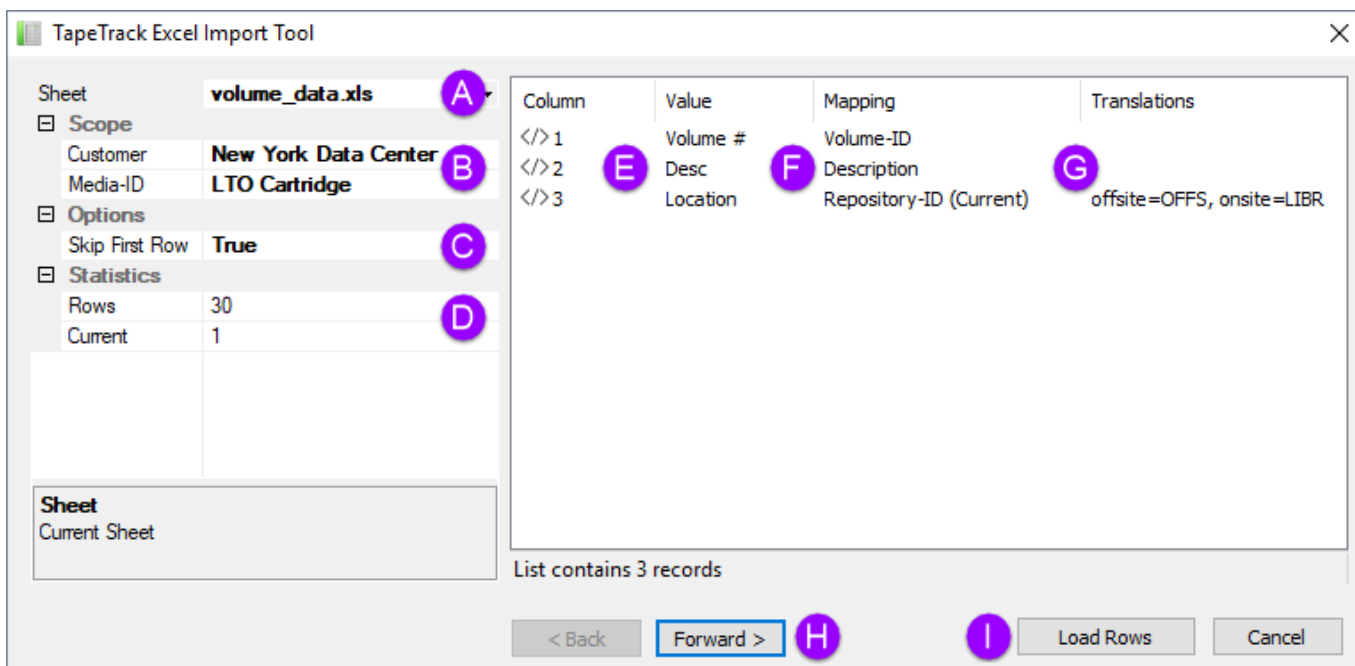 TapeTrack Excel Import Tool
Sheet volume_data.xls A
Scope
Customer New York Data Center
B
Media-ID LTO Cartridge
Options
Skip First Row True C
Statistics
Rows 30
D
Current 1
Sheet
Current Sheet
Column Value Mapping Translations
</> 1 Volume # Volume-ID
</> 2 E Desc F Description G
</> 3 Location Repository-ID (Current) offsite=OFFS, onsite=LIBR
List contains 3 records
< Back Forward > H I Load Rows Cancel